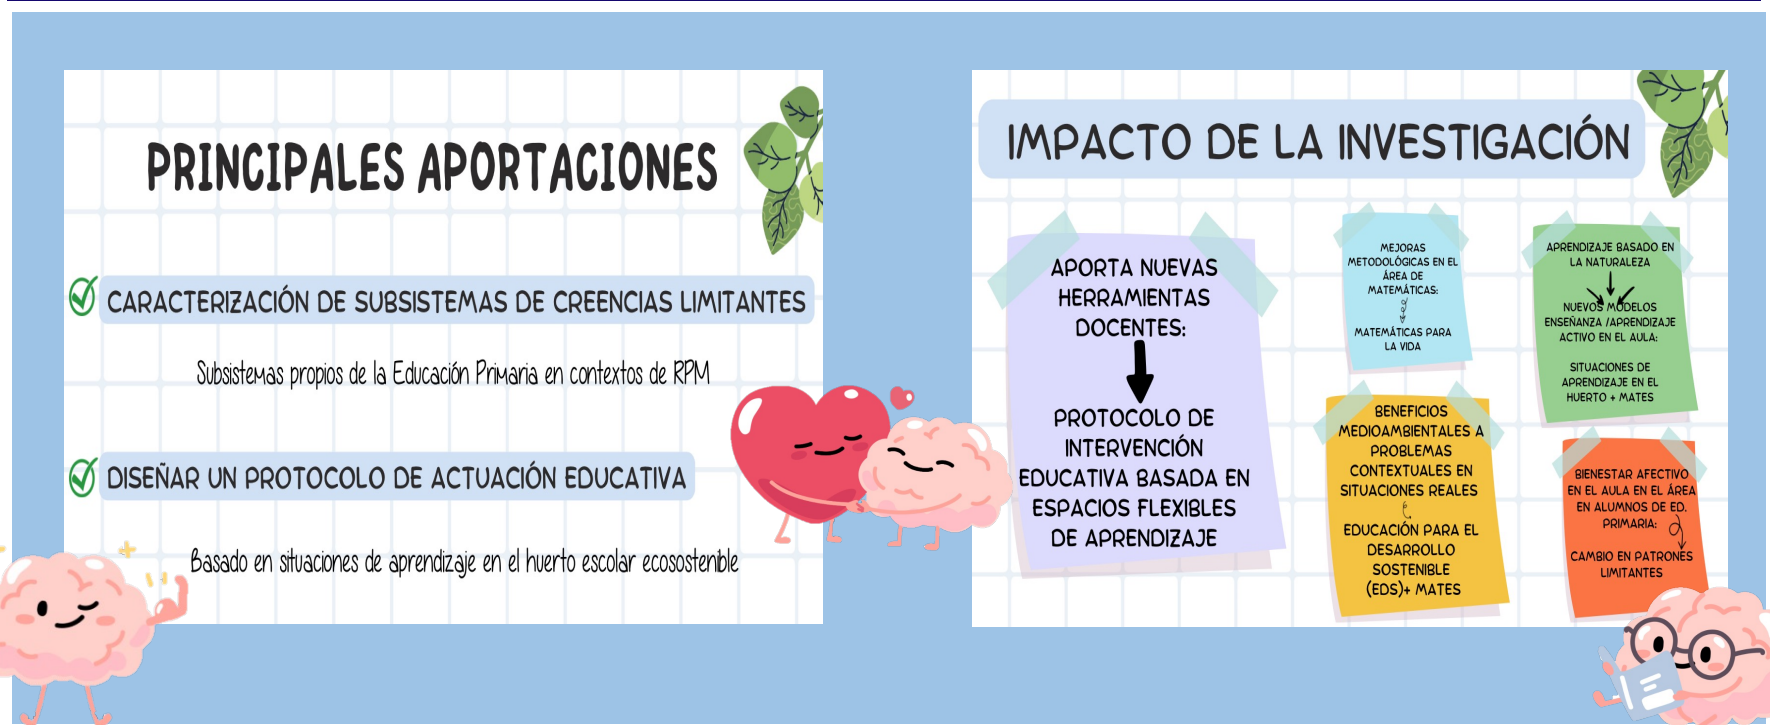 PRINCIPALES APORTACIONES
CARACTERIZACIÓN DE SUBSISTEMAS DE CREENCIAS LIMITANTES
Subsistemas propios de la Educación Primaria en contextos de RPM
DISEÑAR UN PROTOCOLO DE ACTUACIÓN EDUCATIVA
Basado en situaciones de aprendizaje en el huerto escolar ecosostenible
IMPACTO DE LA INVESTIGACIÓN
APORTA NUEVAS
HERRAMIENTAS
DOCENTES:
PROTOCOLO DE
INTERVENCIÓN
EDUCATIVA BASADA EN
ESPACIOS FLEXIBLES
DE APRENDIZAJE
MEJORAS
METODOLÓGICAS EN EL
ÁREA DE
MATEMÁTICAS:
MATEMÁTICAS PARA
LA VIDA
APRENDIZAJE BASADO EN
LA NATURALEZA
NUEVOS MODELOS
ENSEÑANZA /APRENDIZAJE
ACTIVO EN EL AULA:
SITUACIONES DE
APRENDIZAJE EN EL
HUERTO + MATES
BENEFICIOS
MEDIOAMBIENTALES A
PROBLEMAS
CONTEXTUALES EN
SITUACIONES REALES
EDUCACIÓN PARA EL
DESARROLLO
SOSTENIBLE
(EDS)+ MATES
BIENESTAR AFECTIVO
EN EL AULA EN EL ÁREA
EN ALUMNOS DE ED.
PRIMARIA:
CAMBIO EN PATRONES
LIMITANTES